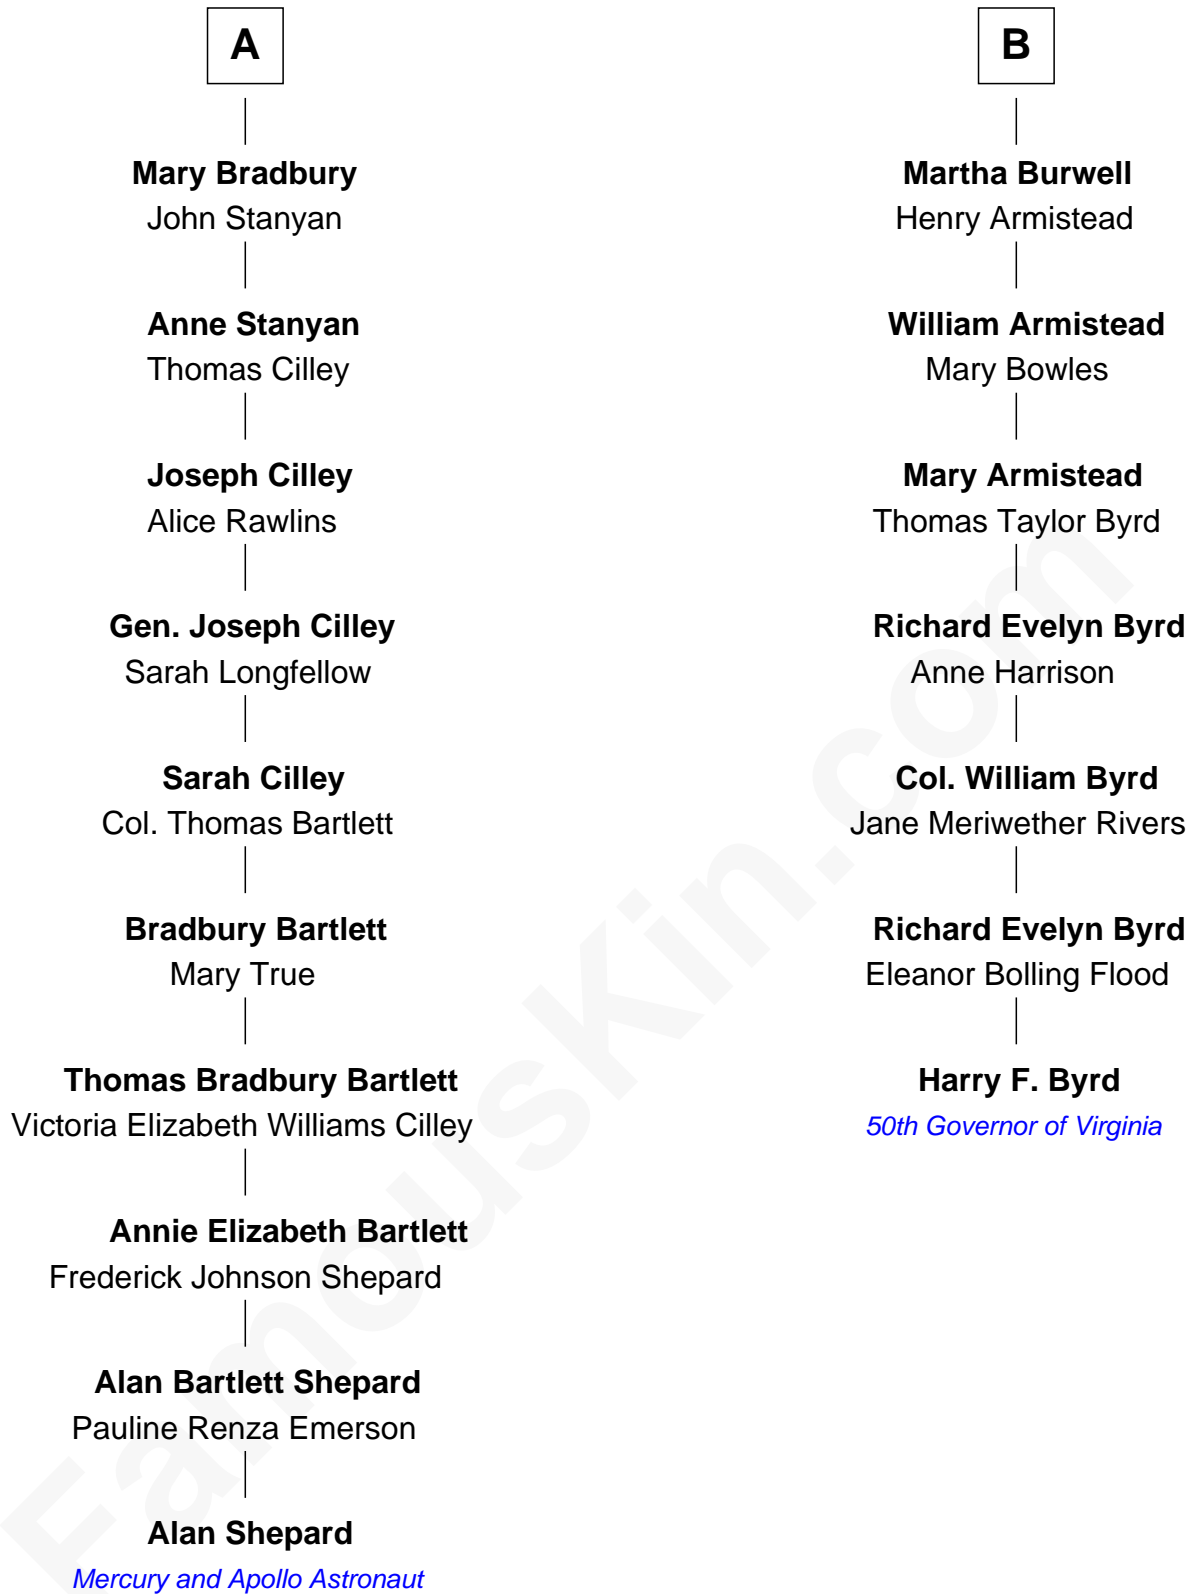 A
Mary Bradbury
John Stanyan
Anne Stanyan
Thomas Cilley
Joseph Cilley
Alice Rawlins
Gen. Joseph Cilley
Sarah Longfellow
Sarah Cilley
Col. Thomas Bartlett
Bradbury Bartlett
Mary True
Thomas Bradbury Bartlett
Victoria Elizabeth Williams Cilley
Annie Elizabeth Bartlett
Frederick Johnson Shepard
Alan Bartlett Shepard
Pauline Renza Emerson
Alan Shepard
Mercury and Apollo Astronaut
B
Martha Burwell
Henry Armistead
William Armistead
Mary Bowles
Mary Armistead
Thomas Taylor Byrd
Richard Evelyn Byrd
Anne Harrison
Col. William Byrd
Jane Meriwether Rivers
Richard Evelyn Byrd
Eleanor Bolling Flood
Harry F. Byrd
50th Governor of Virginia
FamousKin.com